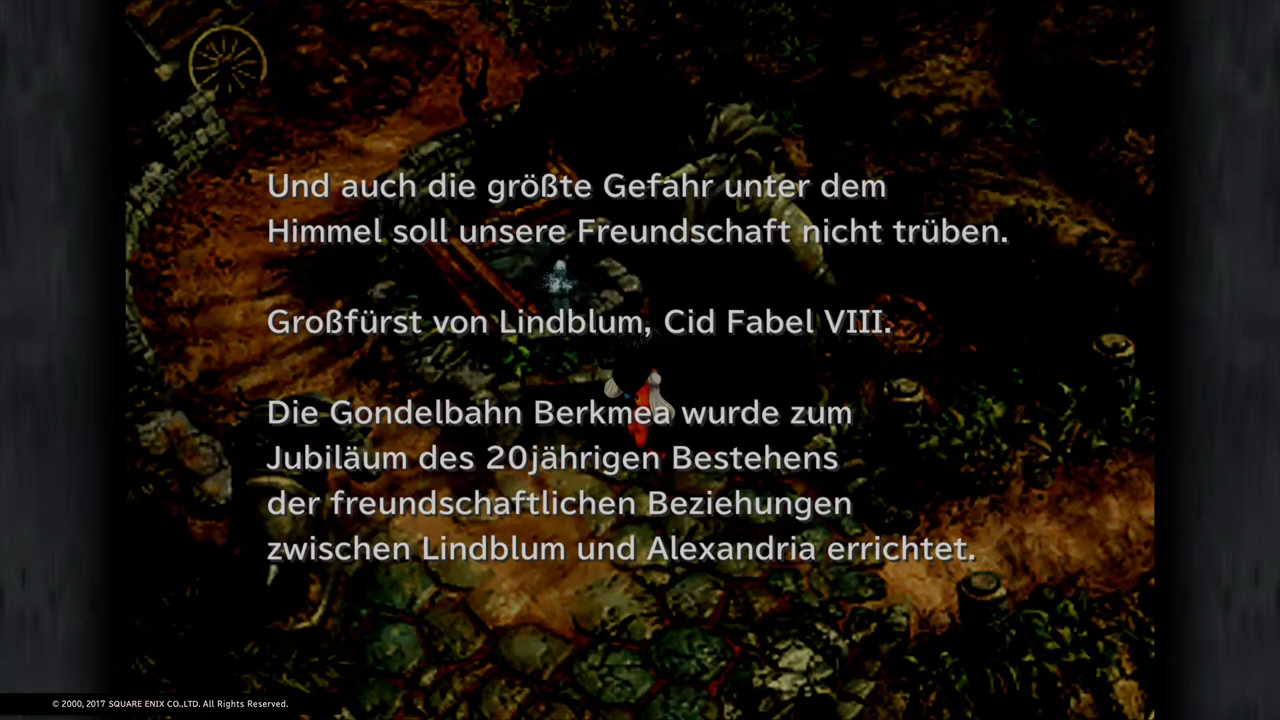 Und auch die größte Gefahr unter dem
Himmel soll unsere Freundschaft nicht trüben.
Großfürst von Lindblum, Cid Fabel VIII.
Die Gondelbahn Berkmea wurde zum
Jubiläum des 20jährigen Bestehens
der freundschaftlichen Beziehungen
zwischen Lindblum und Alexandria errichtet.
© 2000, 2017 SQUARE ENIX CO.,LTD. All Rights Reserved.